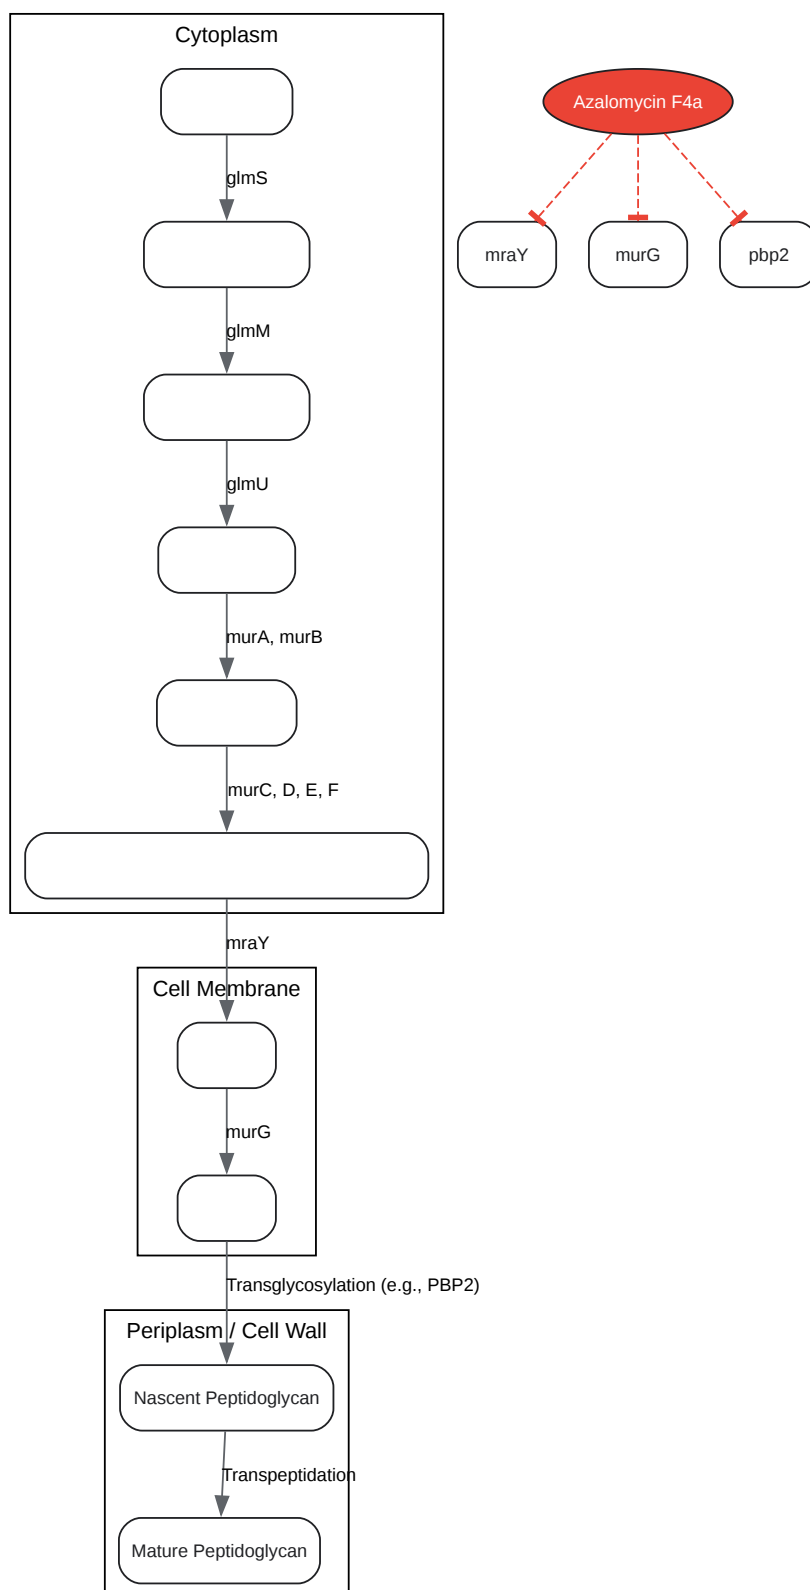 Cytoplasm
Azalomycin F4a
glmS
mraY
murG
pbp2
glmM
glmU
murA, murB
murC, D, E, F
mraY
Cell Membrane
murG
Transglycosylation (e.g., PBP2)
Periplasm / Cell Wall
Nascent Peptidoglycan
Transpeptidation
Mature Peptidoglycan